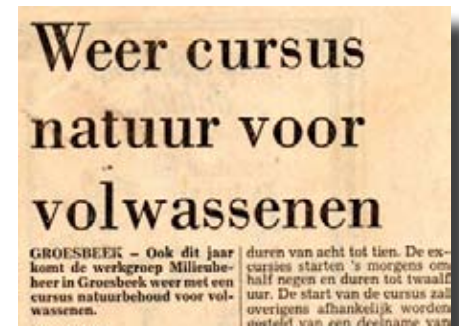 Weer cursus
natuur voor
volwassenen
GROESBEEK – Ook dit jaar
komt de werkgroep Milieube-
heer in Groesbeek weer met een
cursus natuurbehoud voor vol-
wassenen.
duren van acht tot tien. De ex-
cursies starten 's morgens om
half negen en duren tot twaalf
uur. De start van de cursus zal
overigens afhankelijk worden
gesteld van een deelname van